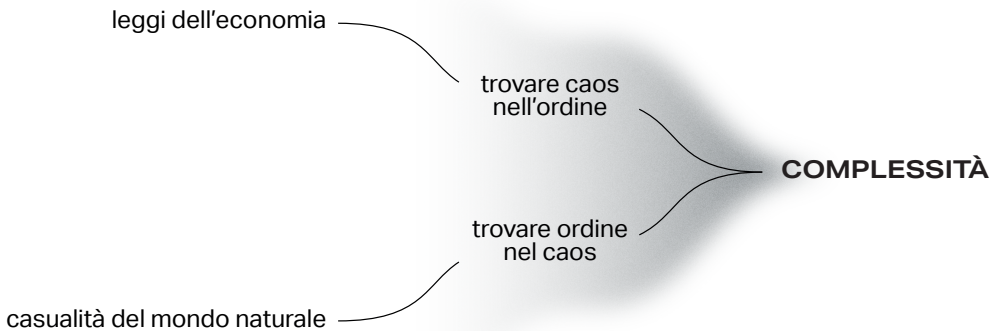 leggi dell'economia
trovare caos
nell'ordine
COMPLESSITÀ
trovare ordine
nel caos
casualità del mondo naturale